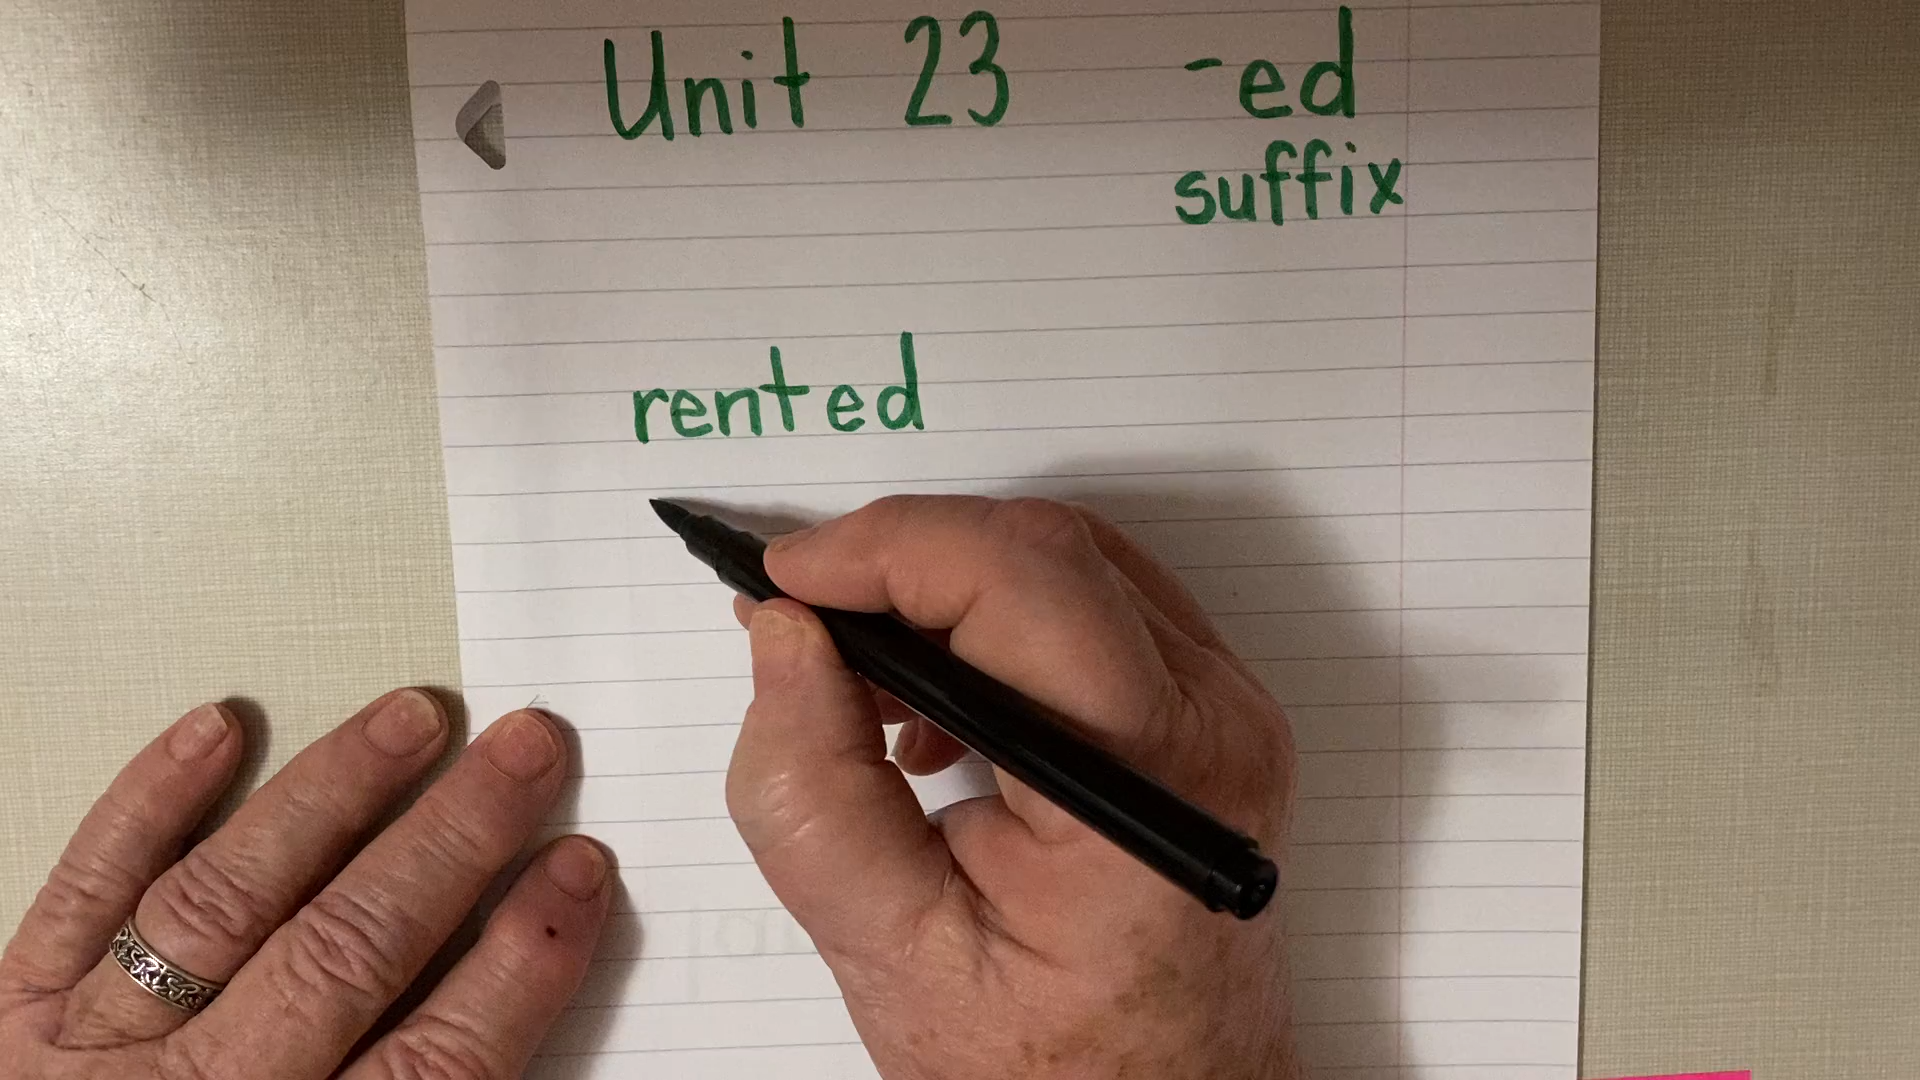 Unit 23 -ed
suffix
rented